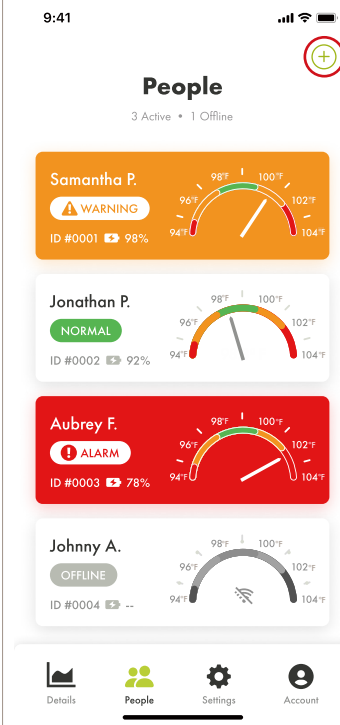 9:41
People
3 Active • 1 Offline
Samantha P.
WARNING
ID #0001 98%
94°F 96°F 98°F 100°F 102°F 104°F
Jonathan P.
NORMAL
ID #0002 92%
94°F 96°F 98°F 100°F 102°F 104°F
Aubrey F.
ALARM
ID #0003 78%
94°F 96°F 98°F 100°F 102°F 104°F
Johnny A.
OFFLINE
ID #0004 --
94°F 96°F 98°F 100°F 102°F 104°F
Details People Settings Account